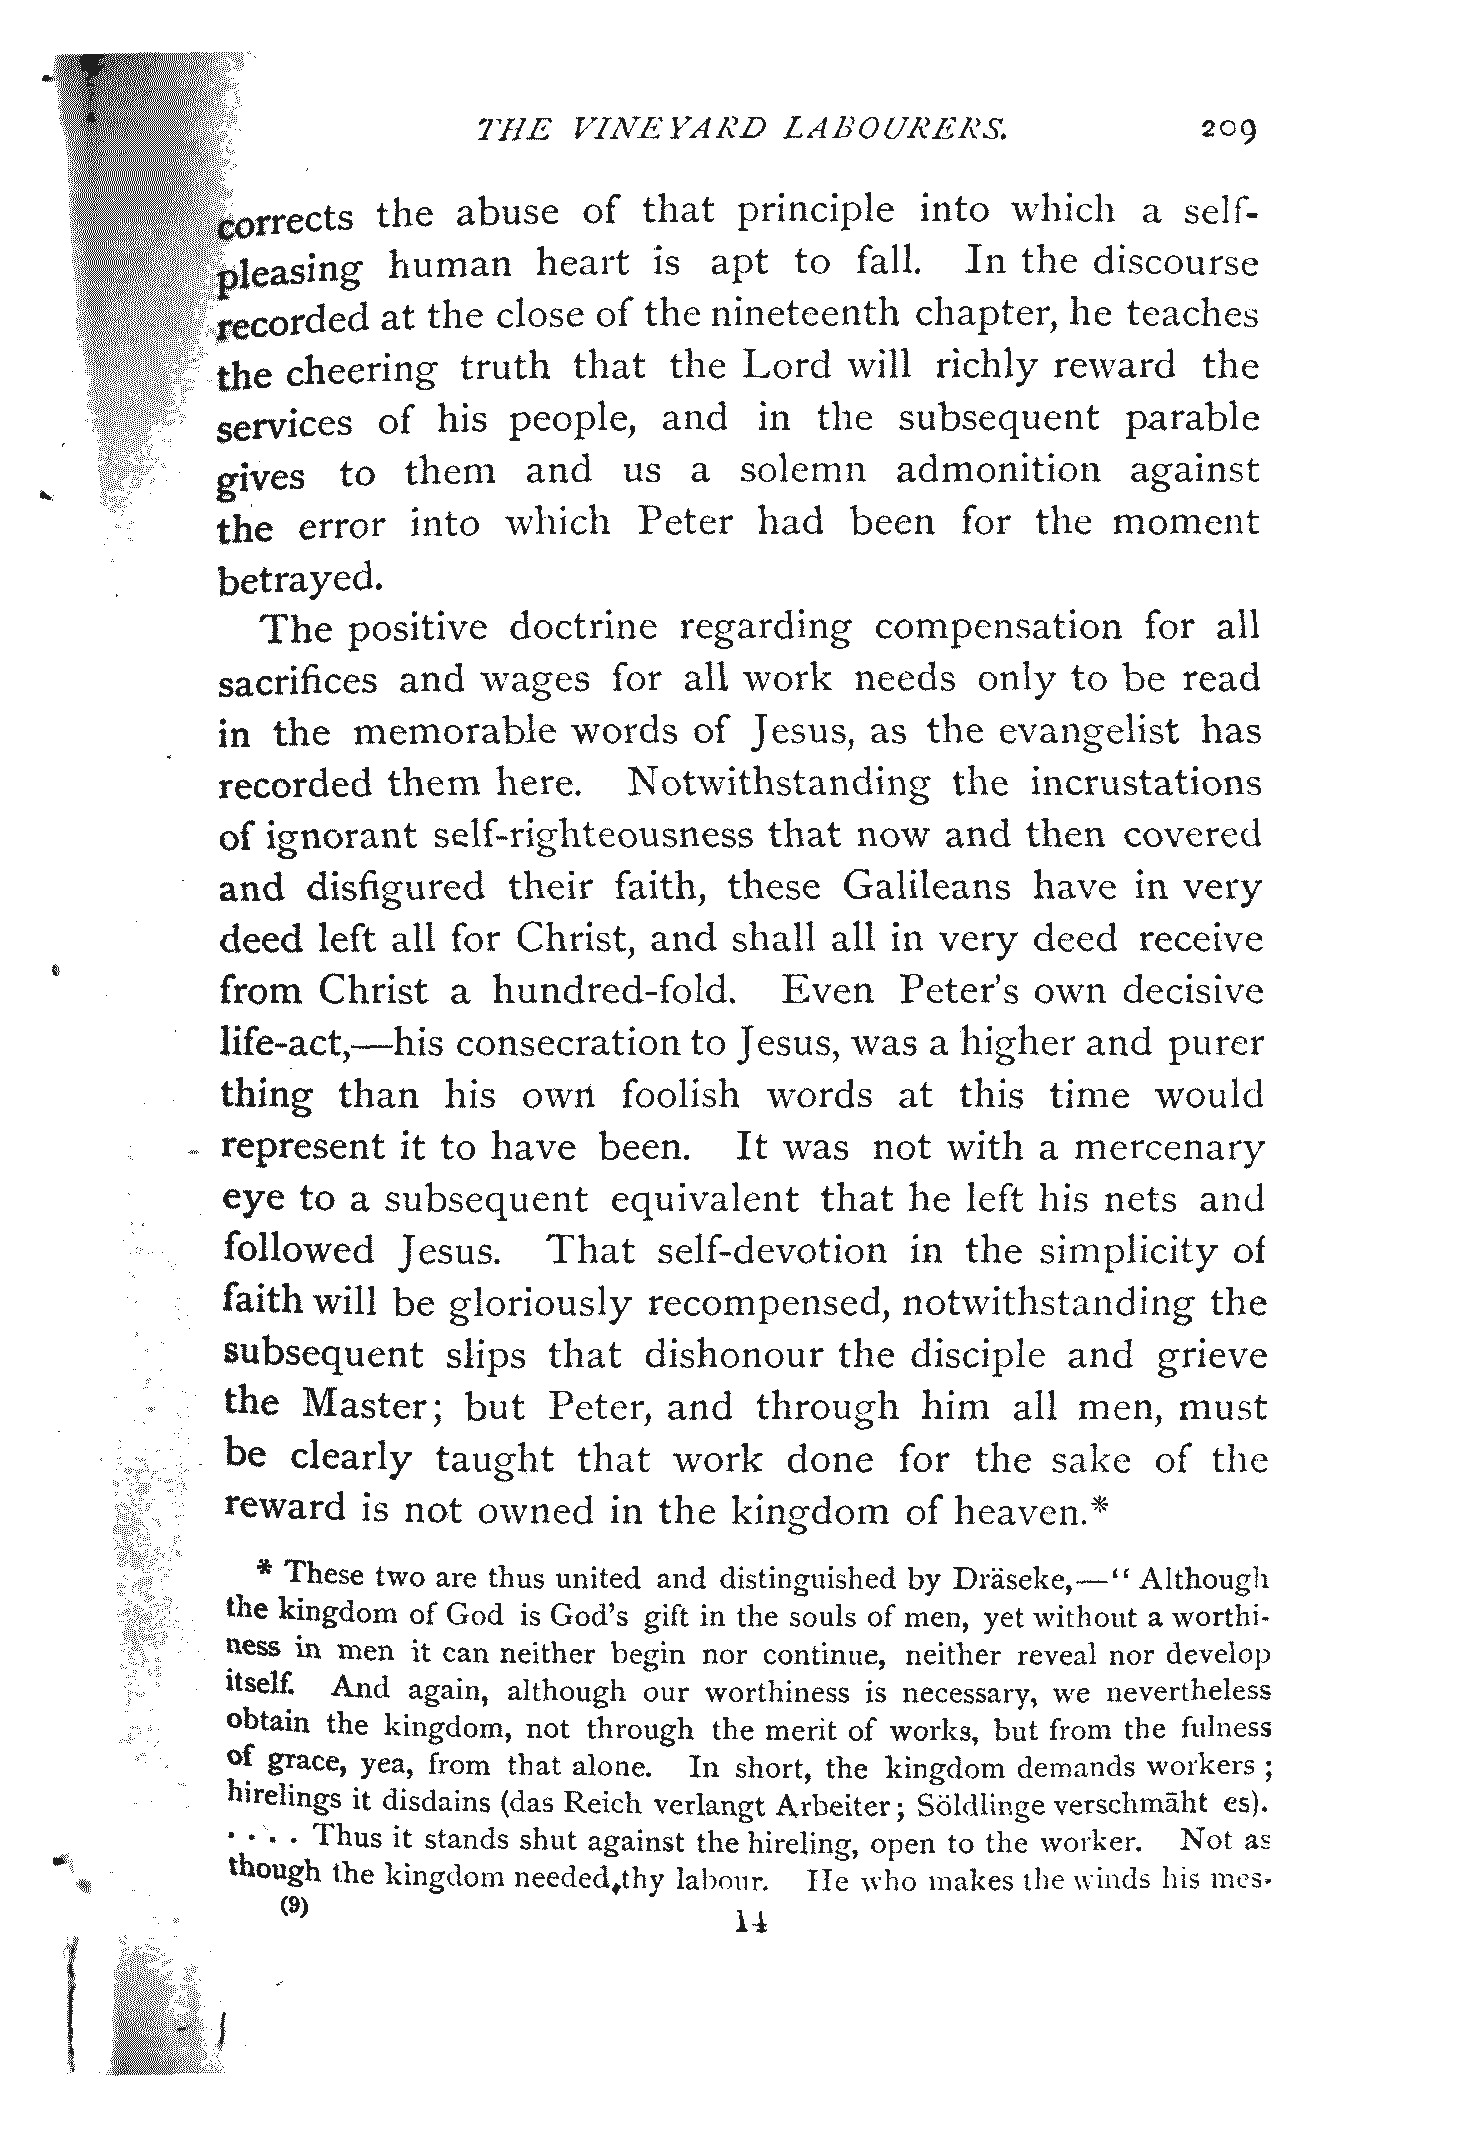 THE VINEYARD LABOURERS. 209
corrects the abuse of that principle into which a self-
pleasing human heart is apt to fall. In the discourse
recorded at the close of the nineteenth chapter, he teaches
the cheering truth that the Lord will richly reward the
services of his people, and in the subsequent parable
gives to them and us a solemn admonition against
the error into which Peter had been for the moment
betrayed.
The positive doctrine regarding compensation for all
sacrifices and wages for all work needs only to be read
in the memorable words of Jesus, as the evangelist has
recorded them here. Notwithstanding the incrustations
of ignorant self-righteousness that now and then covered
and disfigured their faith, these Galileans have in very
deed left all for Christ, and shall all in very deed receive
from Christ a hundred-fold. Even Peter's own decisive
life-act,—his consecration to Jesus, was a higher and purer
thing than his own foolish words at this time would
represent it to have been. It was not with a mercenary
eye to a subsequent equivalent that he left his nets and
followed Jesus. That self-devotion in the simplicity of
faith will be gloriously recompensed, notwithstanding the
subsequent slips that dishonour the disciple and grieve
the Master; but Peter, and through him all men, must
be clearly taught that work done for the sake of the
reward is not owned in the kingdom of heaven.*
* These two are thus united and distinguished by Dräseke,—" Although
the kingdom of God is God's gift in the souls of men, yet without a worthi-
ness in men it can neither begin nor continue, neither reveal nor develop
itself. And again, although our worthiness is necessary, we nevertheless
obtain the kingdom, not through the merit of works, but from the fulness
of grace, yea, from that alone. In short, the kingdom demands workers ;
hirelings it disdains (das Reich verlangt Arbeiter; Söldlinge verschmäht es).
. . . . Thus it stands shut against the hireling, open to the worker. Not as
though the kingdom needed thy labour. He who makes the winds his mes-
(9) 14